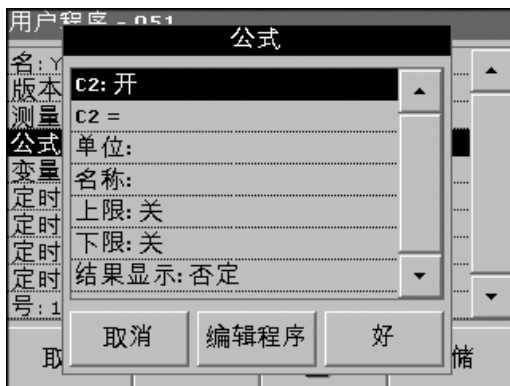 用户程序 - 051
公式
名: Y
版本
测量
公式
变量
定时
定时
定时
定时
号: 1
C2: 开
C2 =
单位:
名称:
上限: 关
下限: 关
结果显示: 否定
取消
编辑程序
好
取
储